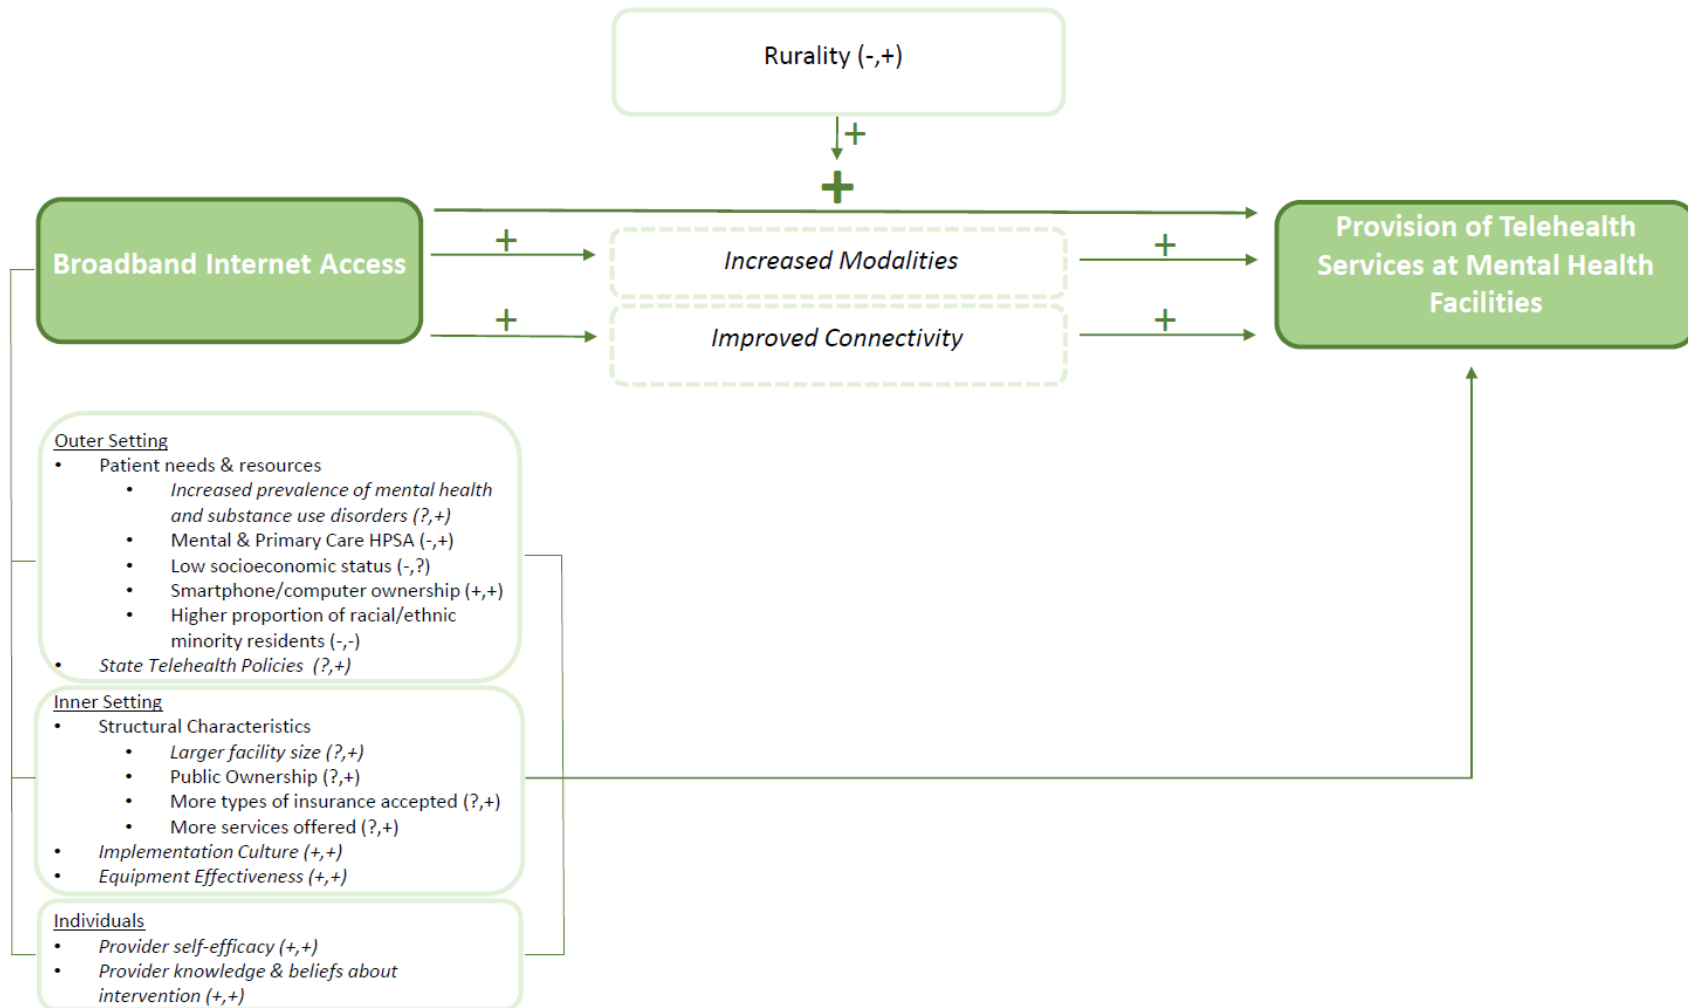 Rurality (-,+)
+
+
Broadband Internet Access
+
Increased Modalities
+
+
Improved Connectivity
+
Provision of Telehealth
Services at Mental Health
Facilities
Outer Setting
• Patient needs & resources
• Increased prevalence of mental health
and substance use disorders (?,+)
• Mental & Primary Care HPSA (-,+)
• Low socioeconomic status (-,?)
• Smartphone/computer ownership (+,+)
• Higher proportion of racial/ethnic
minority residents (-,-)
• State Telehealth Policies (?,+)
Inner Setting
• Structural Characteristics
• Larger facility size (?,+)
• Public Ownership (?,+)
• More types of insurance accepted (?,+)
• More services offered (?,+)
• Implementation Culture (+,+)
• Equipment Effectiveness (+,+)
Individuals
• Provider self-efficacy (+,+)
• Provider knowledge & beliefs about
intervention (+,+)